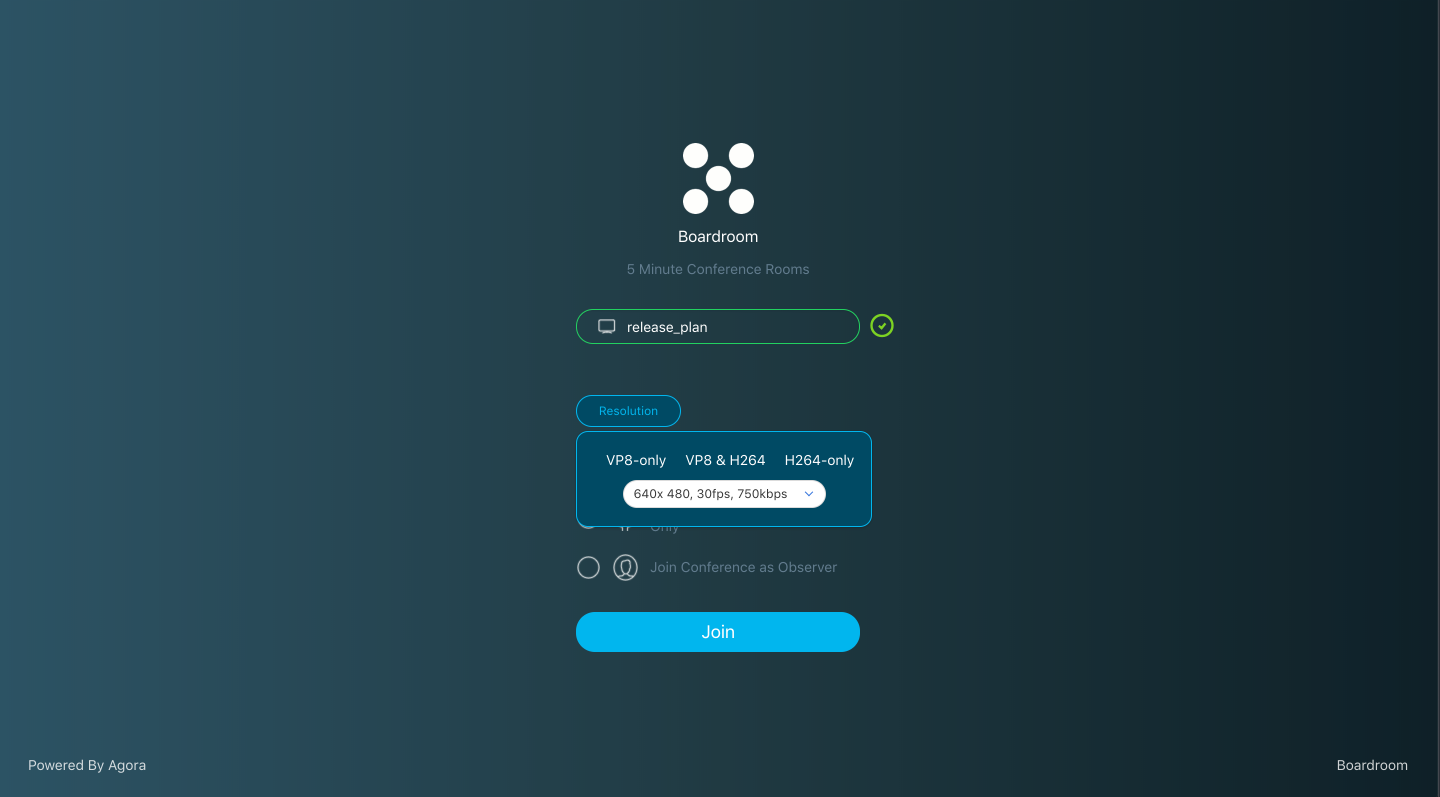 Boardroom
5 Minute Conference Rooms
release_plan
Resolution
VP8-only VP8 & H264 H264-only
640x 480, 30fps, 750kbps
Only
Join Conference as Observer
Join
Powered By Agora
Boardroom